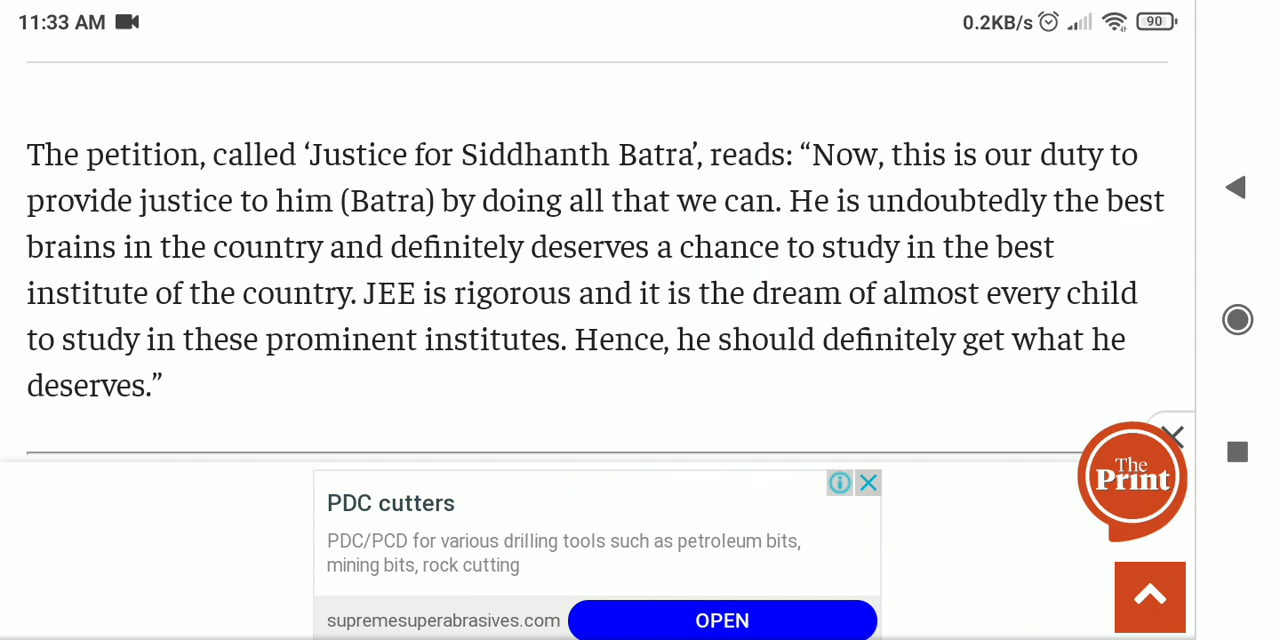 11:33 AM
0.2KB/s
90
The petition, called ‘Justice for Siddhanth Batra’, reads: “Now, this is our duty to
provide justice to him (Batra) by doing all that we can. He is undoubtedly the best
brains in the country and definitely deserves a chance to study in the best
institute of the country. JEE is rigorous and it is the dream of almost every child
to study in these prominent institutes. Hence, he should definitely get what he
deserves.”
The
Print
PDC cutters
PDC/PCD for various drilling tools such as petroleum bits,
mining bits, rock cutting
supremesuperabrasives.com
OPEN